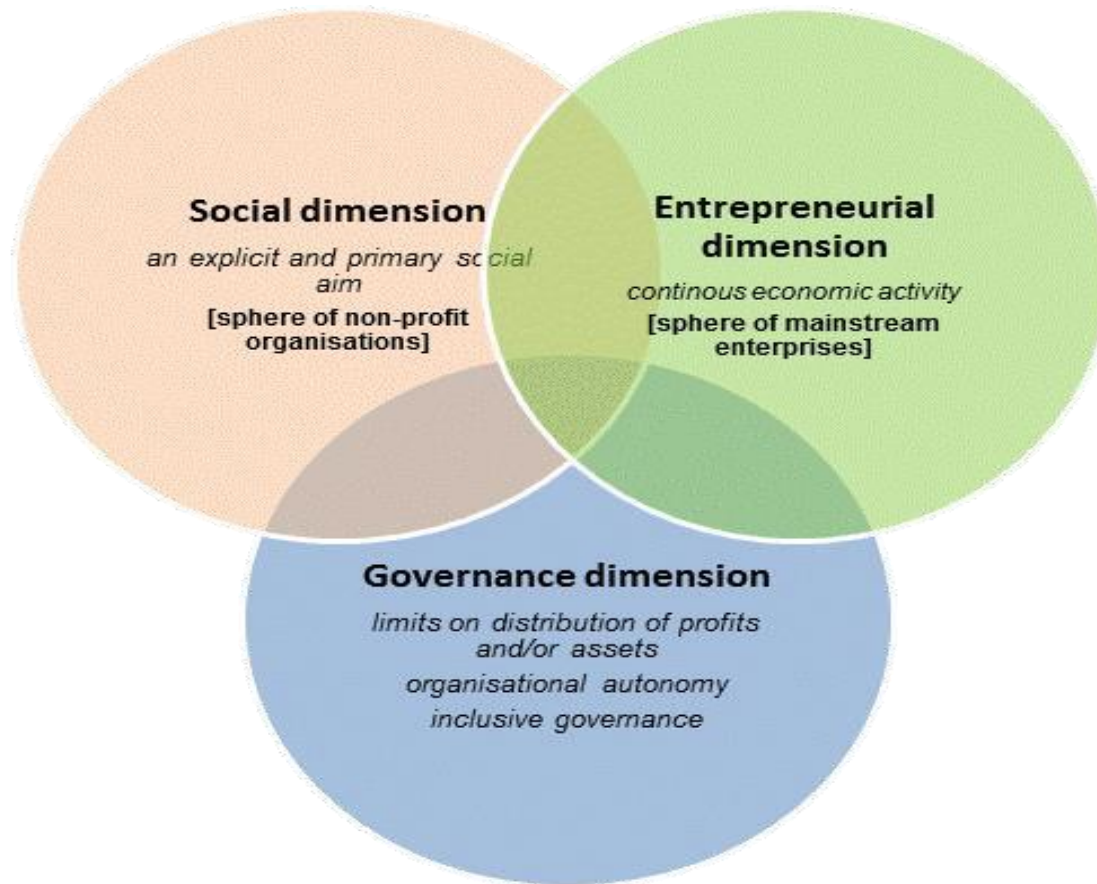 Social dimension
an explicit and primary social
aim
[sphere of non-profit
organisations]
Entrepreneurial
dimension
continous economic activity
[sphere of mainstream
enterprises]
Governance dimension
limits on distribution of profits
and/or assets
organisational autonomy
inclusive governance